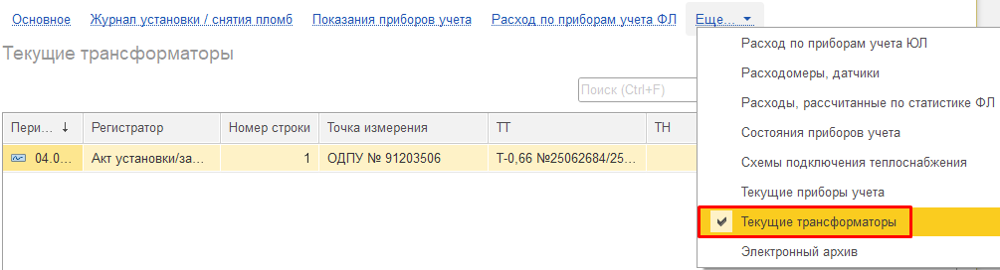 Основное Журнал установки / снятия пломб Показания приборов учета Расход по приборам учета ФЛ Еще...
Текущие трансформаторы
Поиск (Ctrl+F)
Пери... ↓ Регистратор Номер строки Точка измерения ТТ ТН
04.0... Акт установки/за... 1 ОДПУ № 91203506 Т-0,66 №25062684/25...
Расход по приборам учета ЮЛ
Расходомеры, датчики
Расходы, рассчитанные по статистике ФЛ
Состояния приборов учета
Схемы подключения теплоснабжения
Текущие приборы учета
Текущие трансформаторы
Электронный архив